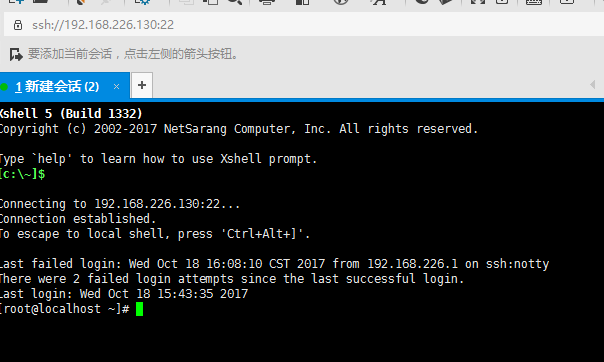 ssh://192.168.226.130:22
要添加当前会话，点击左侧的箭头按钮。
1 新建会话 (2) × +
Xshell 5 (Build 1332)
Copyright (c) 2002-2017 NetSarang Computer, Inc. All rights reserved.
Type `help' to learn how to use Xshell prompt.
[c:\~]$
Connecting to 192.168.226.130:22...
Connection established.
To escape to local shell, press 'Ctrl+Alt+]'.
Last failed login: Wed Oct 18 16:08:10 CST 2017 from 192.168.226.1 on ssh:notty
There were 2 failed login attempts since the last successful login.
Last login: Wed Oct 18 15:43:35 2017
[root@localhost ~]#